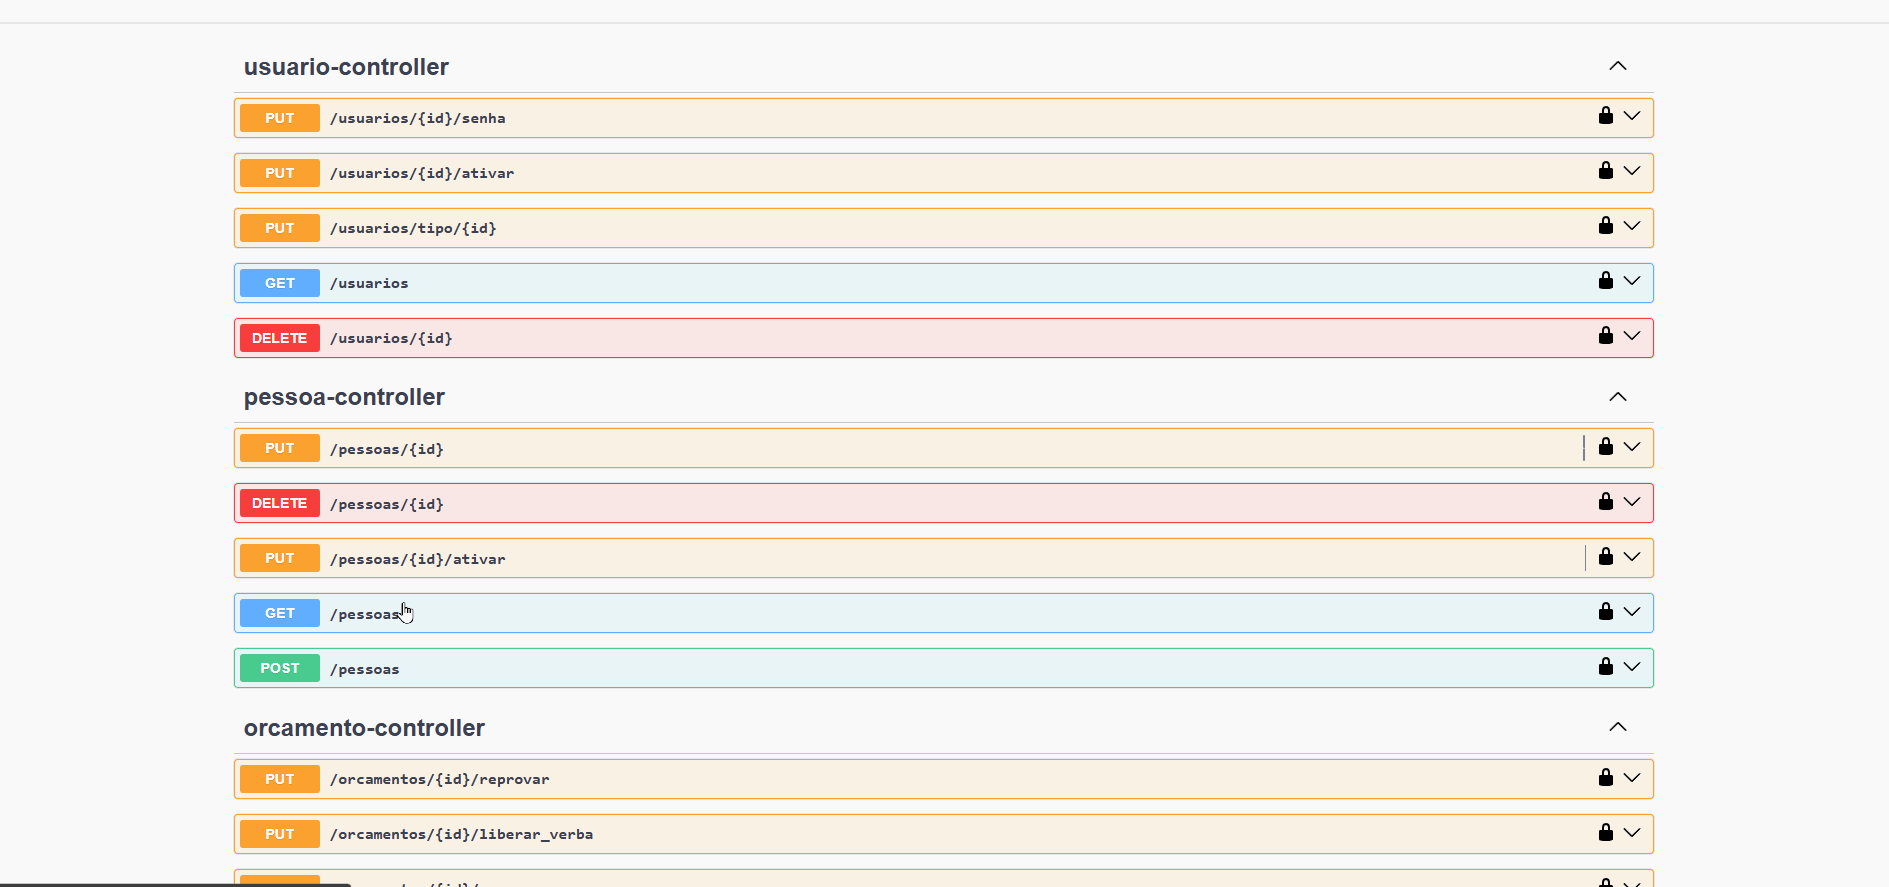 usuario-controller
PUT /usuarios/{id}/senha
PUT /usuarios/{id}/ativar
PUT /usuarios/tipo/{id}
GET /usuarios
DELETE /usuarios/{id}
pessoa-controller
PUT /pessoas/{id}
DELETE /pessoas/{id}
PUT /pessoas/{id}/ativar
GET /pessoas
POST /pessoas
orcamento-controller
PUT /orcamentos/{id}/reprovar
PUT /orcamentos/{id}/liberar_verba